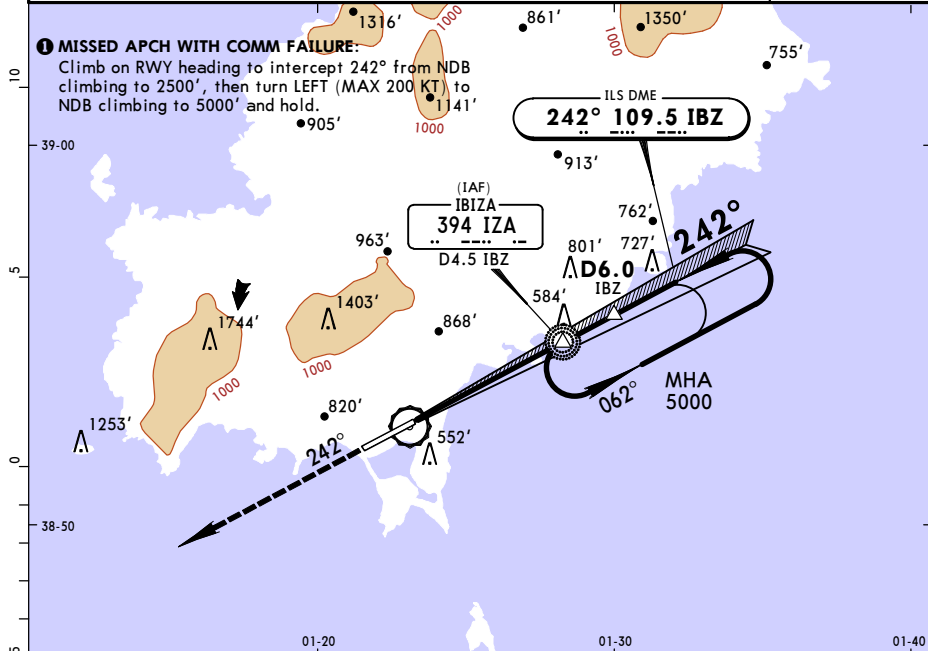 1316'
1000
861'
1000
1350'
755'
1 MISSED APCH WITH COMM FAILURE:
Climb on RWY heading to intercept 242° from NDB
climbing to 2500', then turn LEFT (MAX 200 KT) to
NDB climbing to 5000' and hold.
10
1141'
1000
905'
ILS DME
242° 109.5 IBZ
39-00
913'
(IAF)
IBIZA
394 IZA
D4.5 IBZ
762'
242°
963'
801'
727'
5
D6.0
IBZ
584'
1403'
1744'
868'
1000
1000
062°
MHA
5000
820'
1253'
552'
242°
0
38-50
5
01-20
01-30
01-40